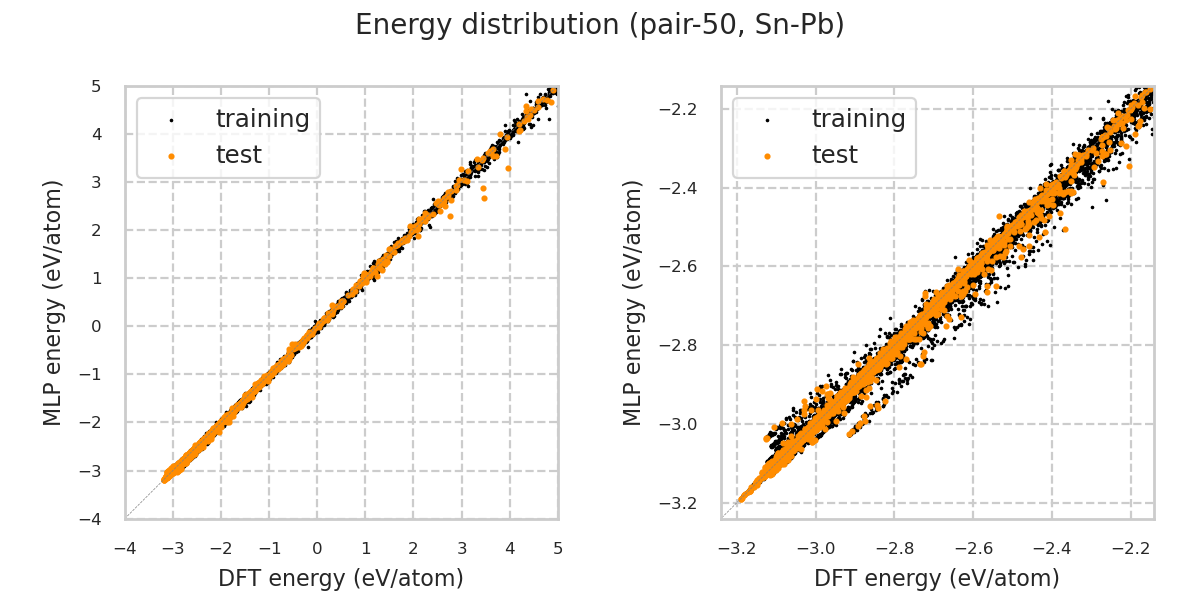 Energy distribution (pair-50, Sn-Pb)
training
test
5
4
3
2
1
0
−1
−2
−3
−4
MLP energy (eV/atom)
−4 −3 −2 −1 0 1 2 3 4 5
DFT energy (eV/atom)
training
test
−2.2
−2.4
−2.6
−2.8
−3.0
−3.2
MLP energy (eV/atom)
−3.2 −3.0 −2.8 −2.6 −2.4 −2.2
DFT energy (eV/atom)